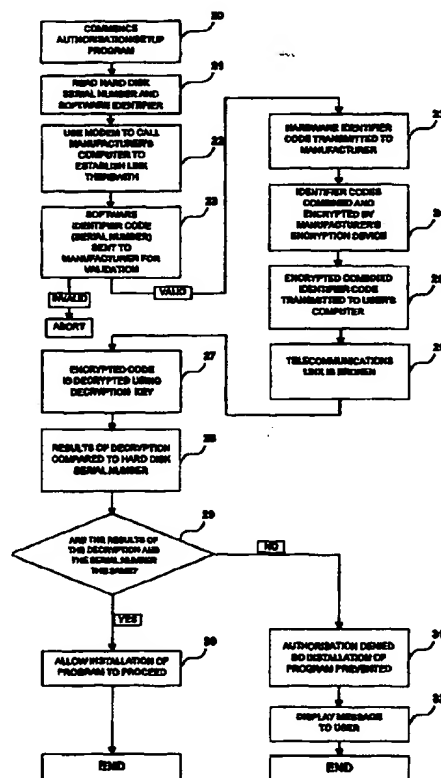 20
COMMENCE
AUTHORISATION/SETUP
PROGRAM
21
READ HARD DISK
SERIAL NUMBER AND
SOFTWARE IDENTIFIER
22
USE MODEM TO CALL
MANUFACTURER'S
COMPUTER TO
ESTABLISH LINK
THEREWITH
23
SOFTWARE
IDENTIFIER CODE
(SERIAL NUMBER)
SENT TO
MANUFACTURER FOR
VALIDATION
INVALID
VALID
ABORT
HARDWARE IDENTIFIER
CODE TRANSMITTED TO
MANUFACTURER
IDENTIFIER CODES
COMBINED AND
ENCRYPTED BY
MANUFACTURER'S
ENCRYPTION DEVICE
ENCRYPTED COMBINED
IDENTIFIER CODE
TRANSMITTED TO USER'S
COMPUTER
TELECOMMUNICATIONS
LINK IS BROKEN
27
ENCRYPTED CODE
IS DECRYPTED USING
DECRYPTION KEY
28
RESULTS OF DECRYPTION
COMPARED TO HARD DISK
SERIAL NUMBER
29
ARE THE RESULTS OF
THE DECRYPTION AND
THE SERIAL NUMBER
THE SAME?
NO
YES
30
ALLOW INSTALLATION OF
PROGRAM TO PROCEED
31
AUTHORISATION DENIED
SO INSTALLATION OF
PROGRAM PREVENTED
32
DISPLAY MESSAGE
TO USER
END
END